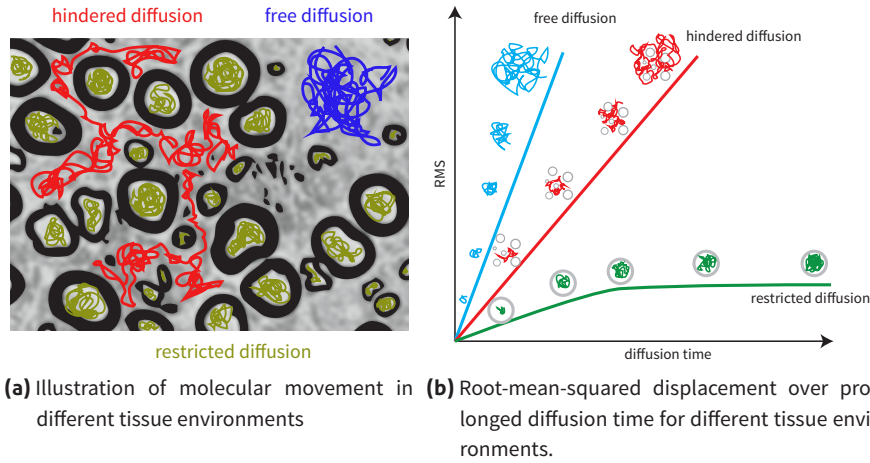 hindered diffusion
free diffusion
restricted diffusion
(a) Illustration of molecular movement in
different tissue environments
free diffusion
hindered diffusion
RMS
restricted diffusion
diffusion time
(b) Root-mean-squared displacement over pro
longed diffusion time for different tissue envi
ronments.